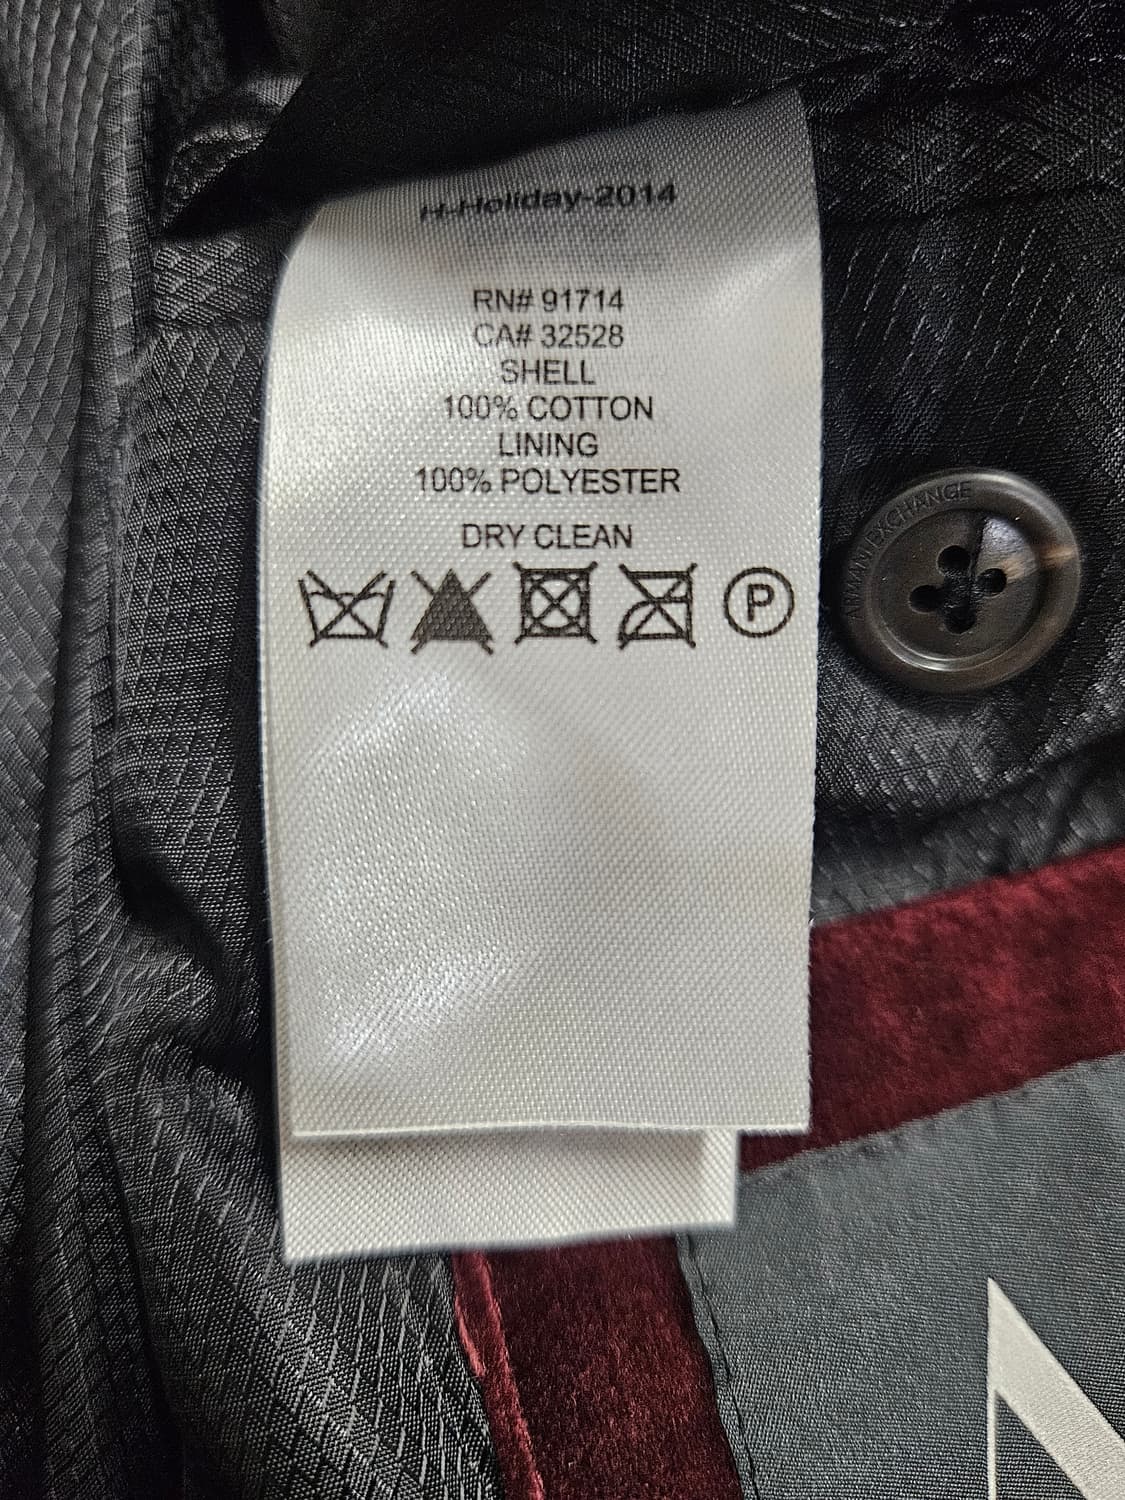 H-Holiday-2014
RN# 91714
CA# 32528
SHELL
100% COTTON
LINING
100% POLYESTER
DRY CLEAN
P
ARMANI EXCHANGE